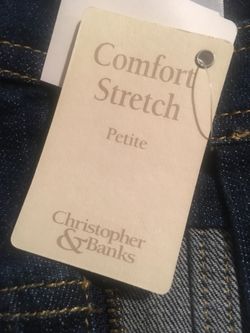 Comfort
Stretch
Petite
Christopher
& Banks